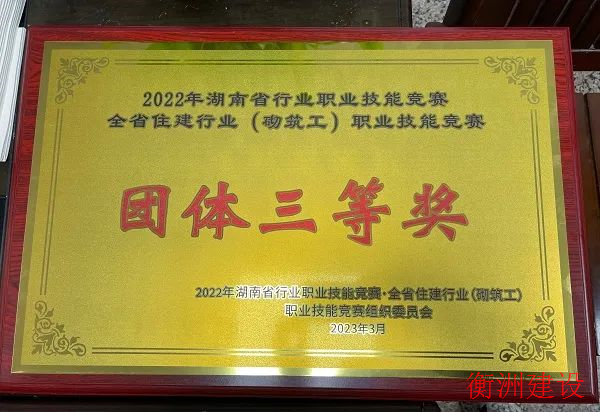 2022年湖南省行业职业技能竞赛
全省住建行业（砌筑工）职业技能竞赛
团体三等奖
2022年湖南省行业职业技能竞赛·全省住建行业(砌筑工)
职业技能竞赛组织委员会
2023年3月
衡洲建设